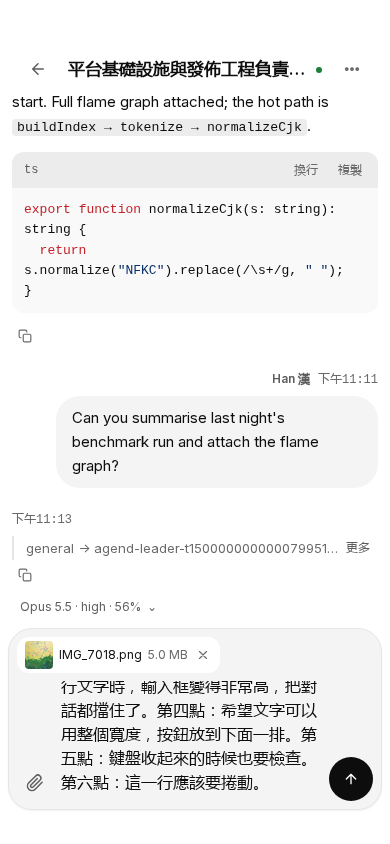 平台基礎設施與發佈工程負責…
start. Full flame graph attached; the hot path is
buildIndex → tokenize → normalizeCjk.
ts 換行 複製
export function normalizeCjk(s: string):
string {
return
s.normalize("NFKC").replace(/\s+/g, " ");
}
Han 漢 下午11:11
Can you summarise last night's
benchmark run and attach the flame
graph?
下午11:13
general → agend-leader-t150000000000079951… 更多
Opus 5.5 · high · 56%
IMG_7018.png 5.0 MB
行文字時，輸入框變得非常高，把對
話都擋住了。第四點：希望文字可以
用整個寬度，按鈕放到下面一排。第
五點：鍵盤收起來的時候也要檢查。
第六點：這一行應該要捲動。